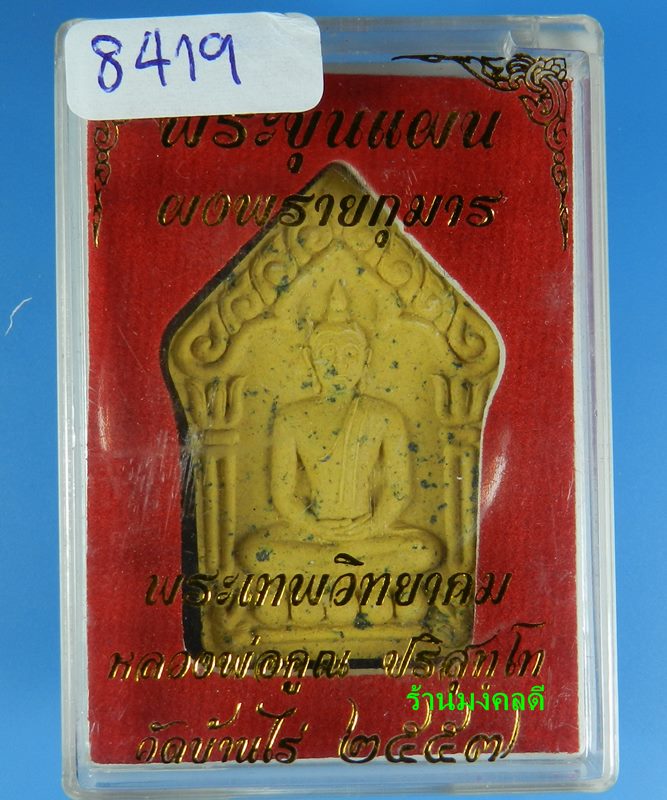 8419
พระขุนแผน
ผงพรายกุมาร
พระเทพวิทยาคม
หลวงพ่อคูณ ปริสุทโท
ร้านมงคลดี
วัดบ้านไร่ ๒๕๕๗